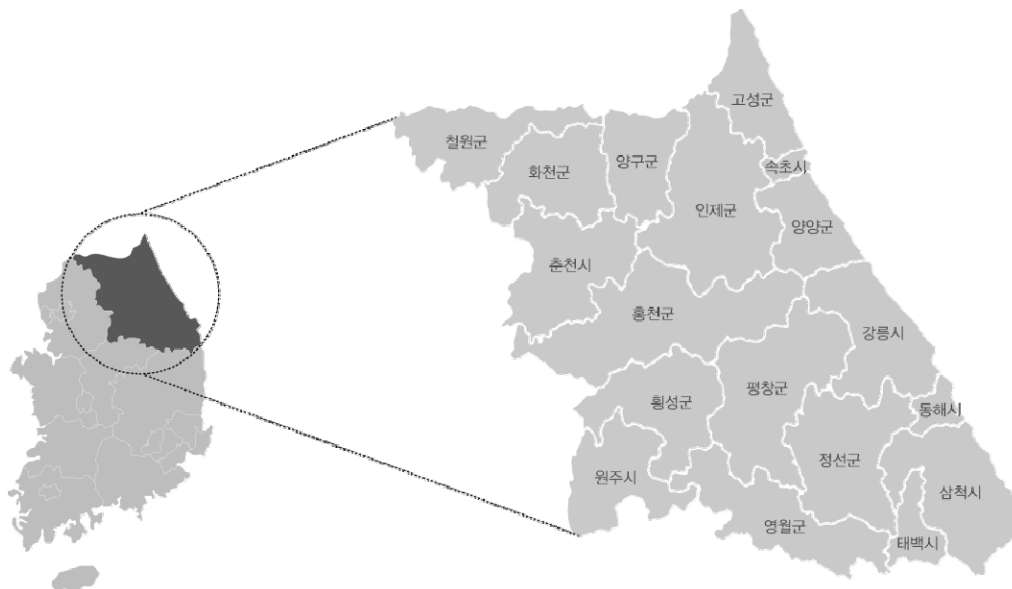 고성군
철원군
양구군
화천군
속초시
인제군
양양군
춘천시
홍천군
강릉시
평창군
횡성군
동해시
정선군
원주시
삼척시
영월군
태백시